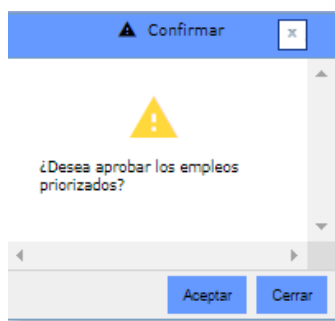 Confirmar
x
¿Desea aprobar los empleos
priorizados?
Aceptar Cerrar